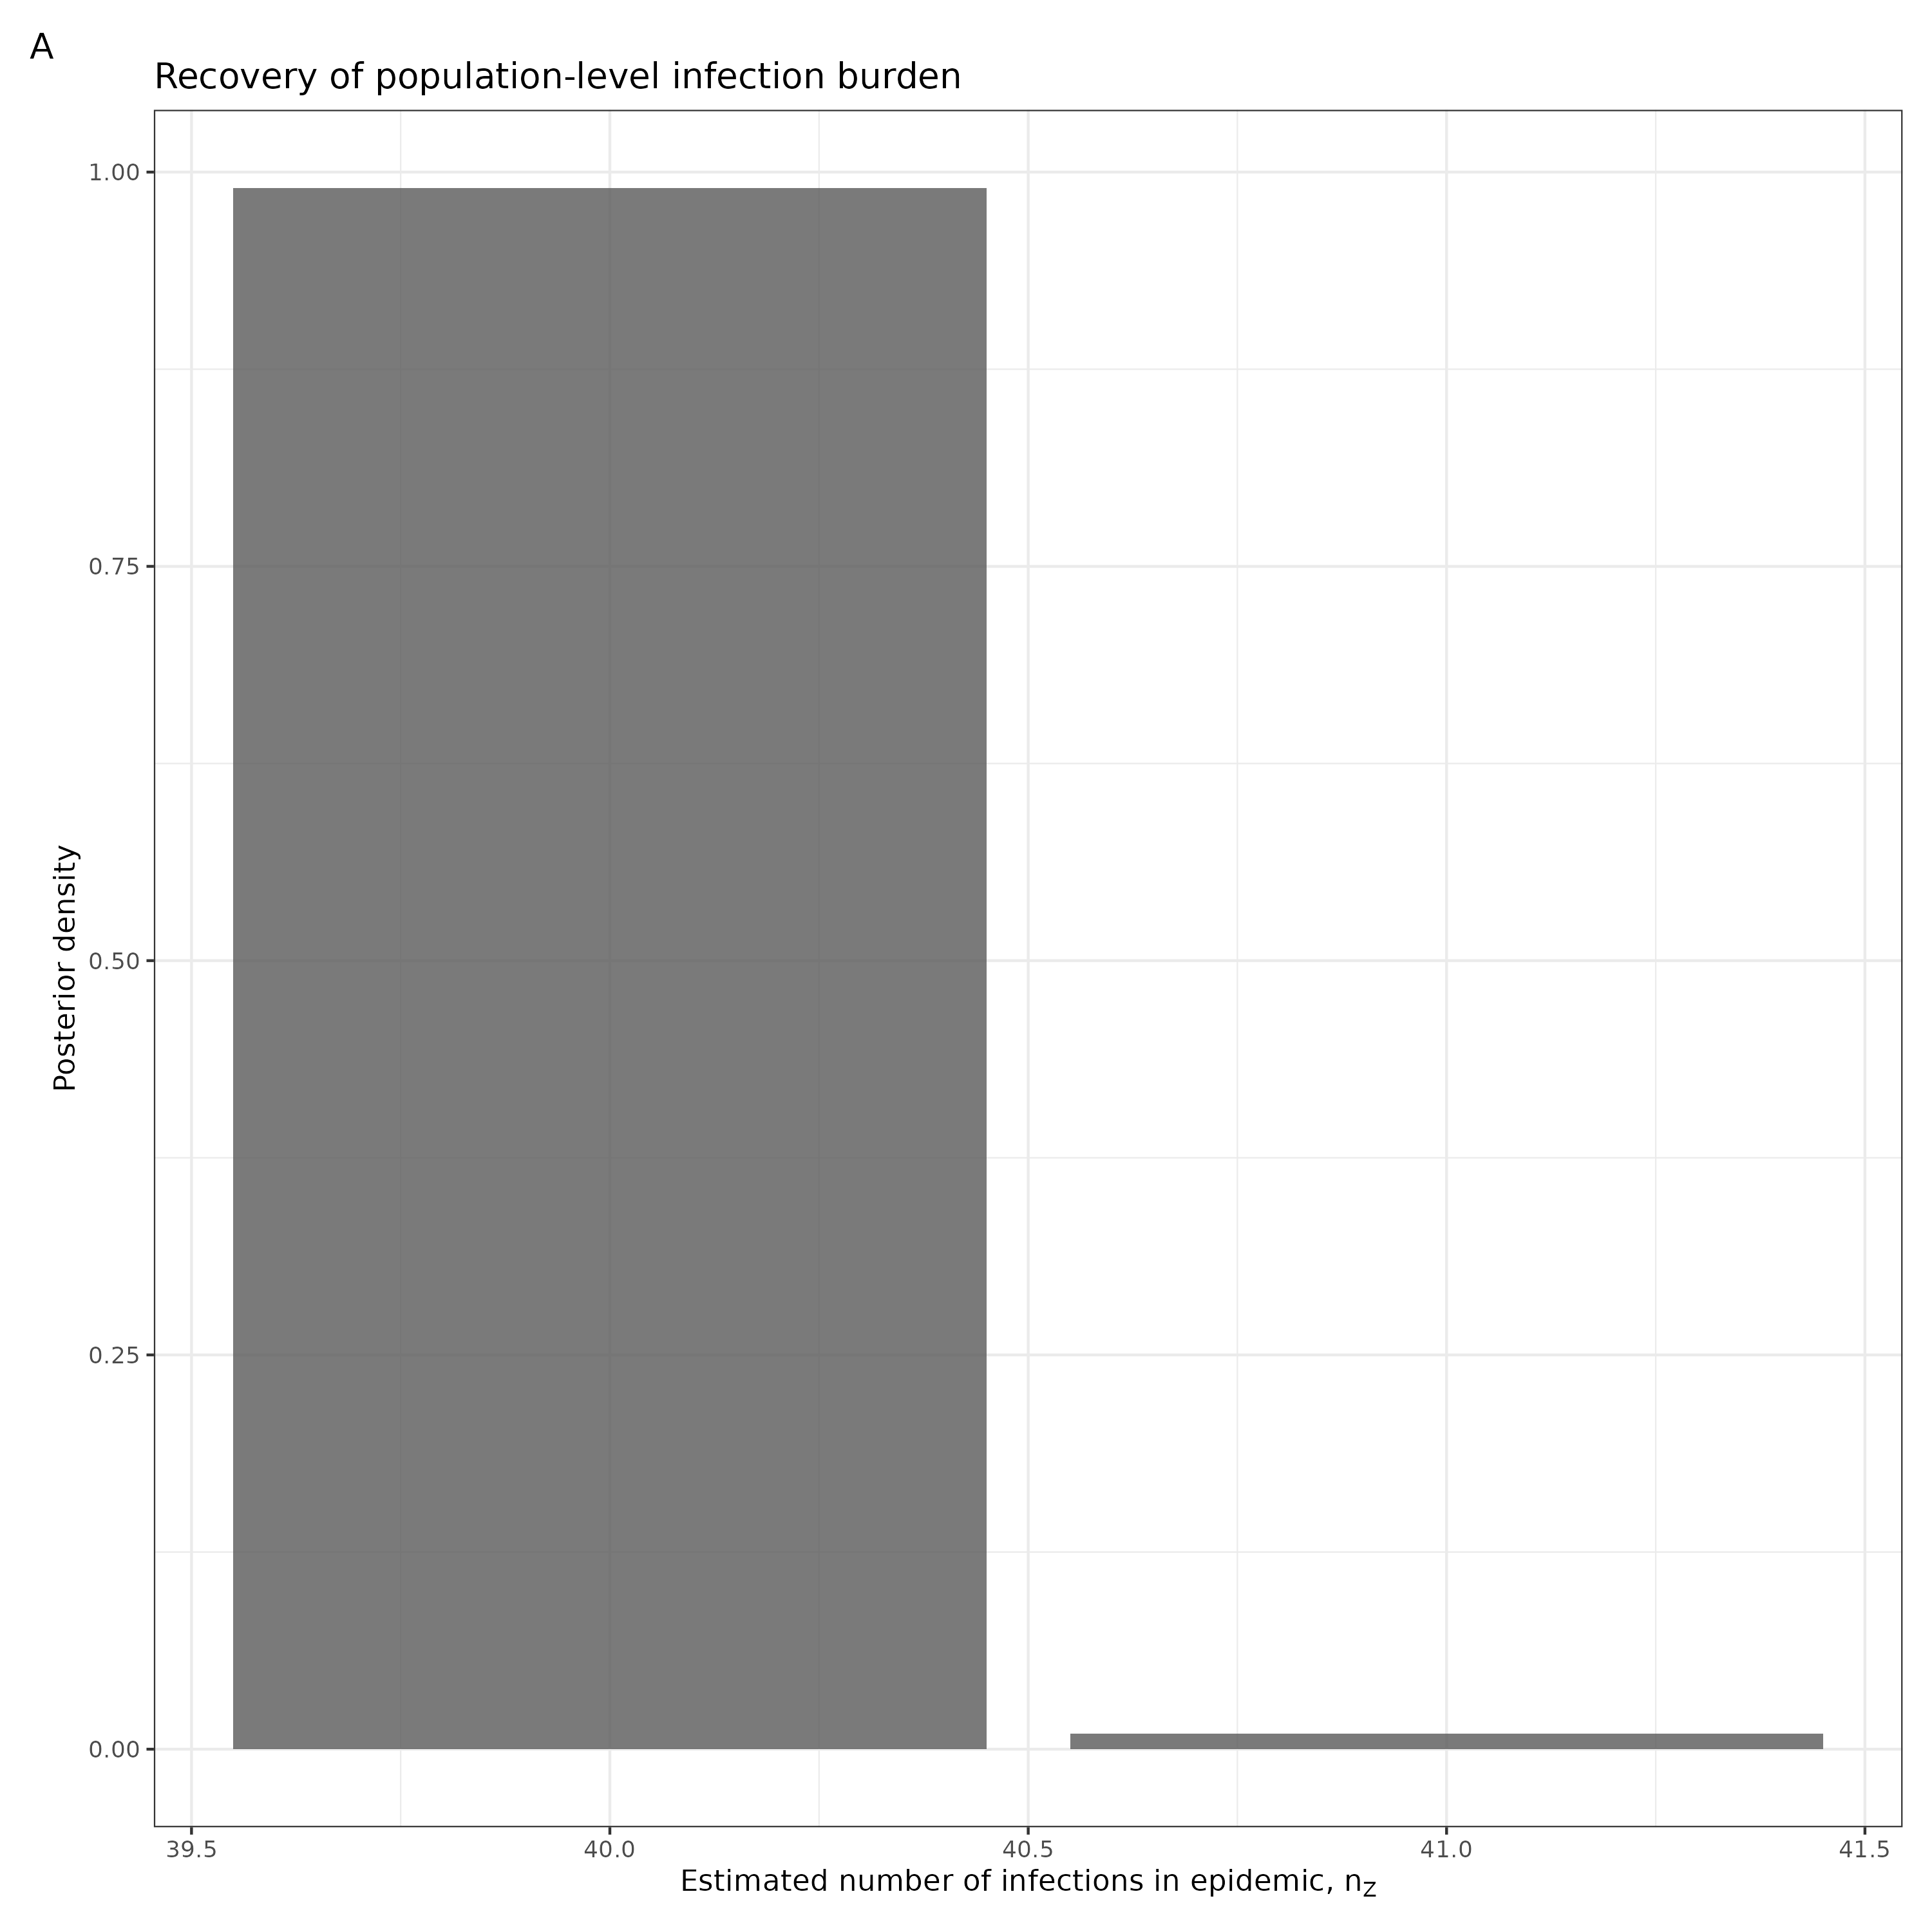 A
Recovery of population-level infection burden
1.00
0.75
0.50
0.25
0.00
Posterior density
39.5 40.0 40.5 41.0 41.5
Estimated number of infections in epidemic, nZ